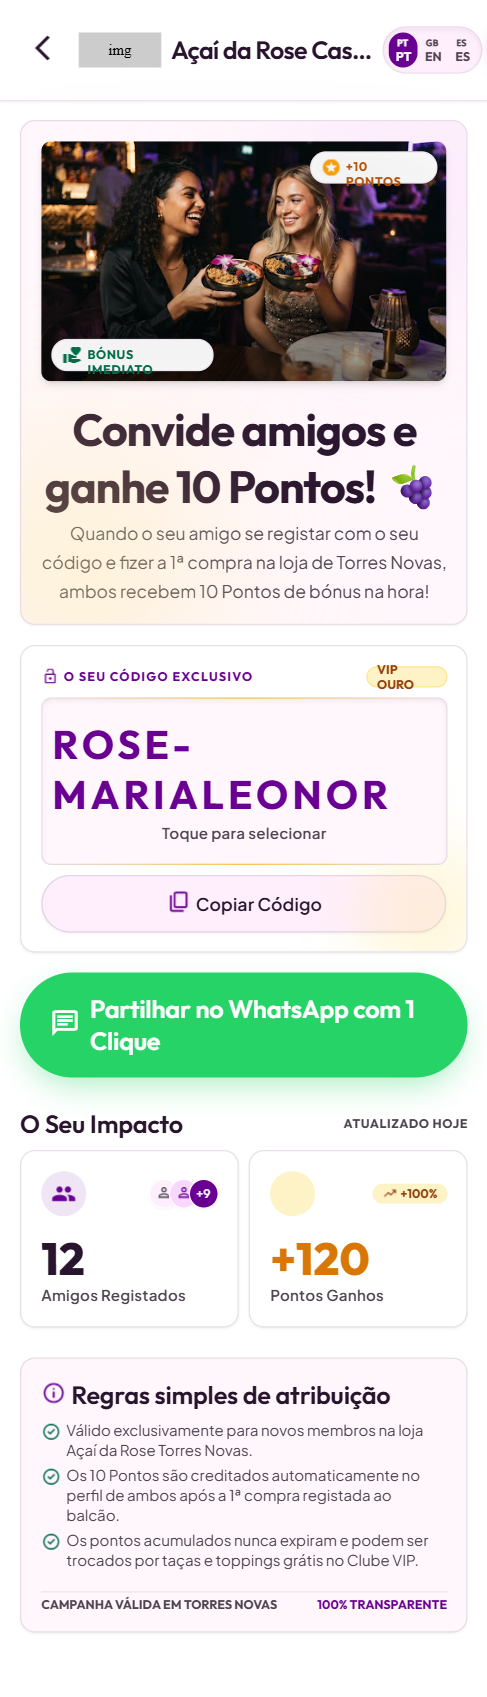 img
Açaí da Rose Cas...
PT
PT
GB
EN
ES
ES
+10
PONTOS
BÓNUS
IMEDIATO
Convide amigos e
ganhe 10 Pontos! 🍇
Quando o seu amigo se registar com o seu
código e fizer a 1ª compra na loja de Torres Novas,
ambos recebem 10 Pontos de bónus na hora!
O SEU CÓDIGO EXCLUSIVO
VIP
OURO
ROSE-
MARIALEONOR
Toque para selecionar
Copiar Código
Partilhar no WhatsApp com 1
Clique
O Seu Impacto
ATUALIZADO HOJE
+9
12
Amigos Registados
+100%
+120
Pontos Ganhos
Regras simples de atribuição
Válido exclusivamente para novos membros na loja
Açaí da Rose Torres Novas.
Os 10 Pontos são creditados automaticamente no
perfil de ambos após a 1ª compra registada ao
balcão.
Os pontos acumulados nunca expiram e podem ser
trocados por taças e toppings grátis no Clube VIP.
CAMPANHA VÁLIDA EM TORRES NOVAS
100% TRANSPARENTE